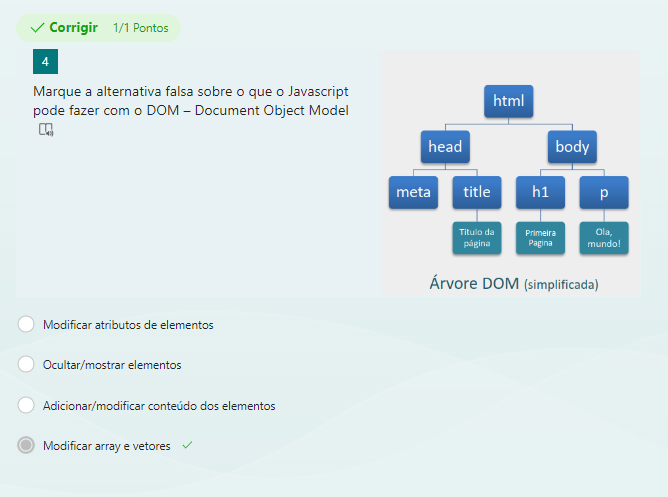 Corrigir 1/1 Pontos
4
Marque a alternativa falsa sobre o que o Javascript
pode fazer com o DOM – Document Object Model
html
head body
meta title h1 p
Titulo da
página
Primeira
Pagina
Ola,
mundo!
Árvore DOM (simplificada)
Modificar atributos de elementos
Ocultar/mostrar elementos
Adicionar/modificar conteúdo dos elementos
Modificar array e vetores